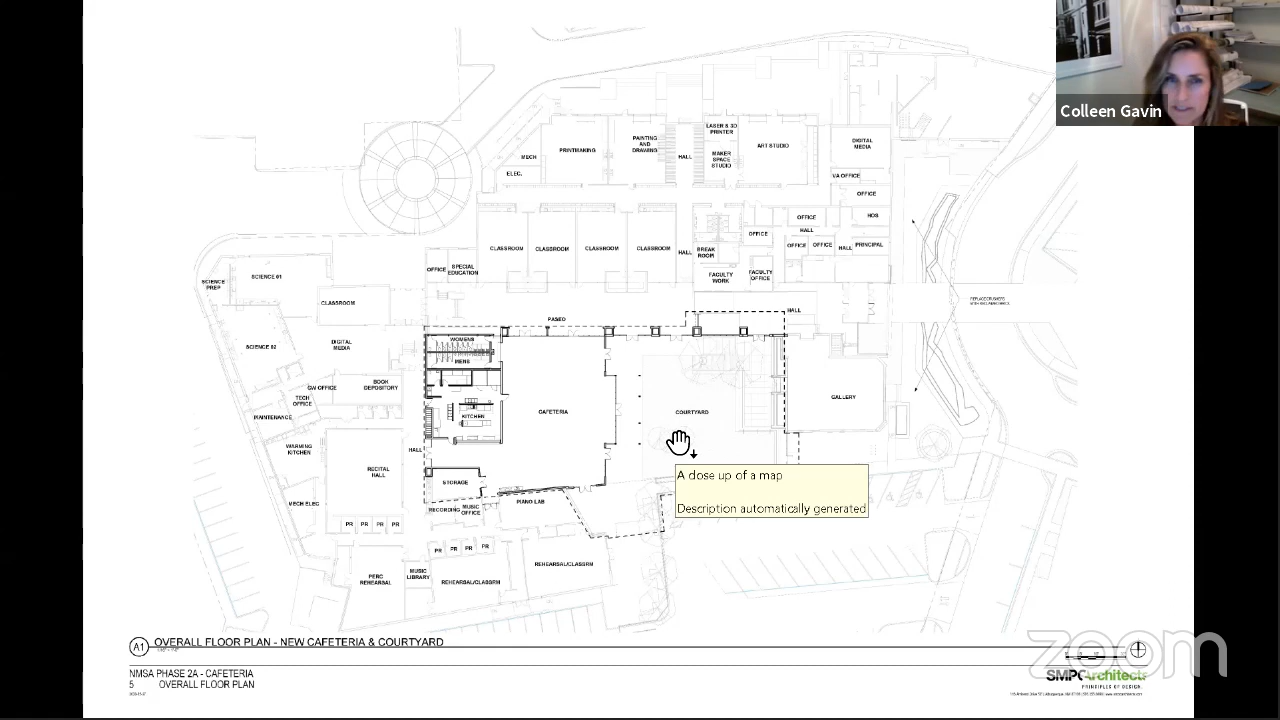 Colleen Gavin
LASER & 3D
PRINTER
PAINTING
AND
DRAWING
ART STUDIO
DIGITAL
MEDIA
PRINTMAKING
MECH
HALL
MAKER
SPACE
STUDIO
ELEC.
VA OFFICE
OFFICE
OFFICE
HALL
OFFICE
CLASSROOM
CLASSROOM
CLASSROOM
CLASSROOM
HALL
BREAK
ROOM
OFFICE
OFFICE
HALL
PRINCIPAL
OFFICE
SPECIAL
EDUCATION
FACULTY
WORK
FACULTY
OFFICE
SCIENCE
PREP
SCIENCE 01
CLASSROOM
HALL
PASEO
SCIENCE 02
DIGITAL
MEDIA
WOMENS
MENS
BOOK
DEPOSITORY
TECH
OFFICE
MAINTENANCE
KITCHEN
CAFETERIA
COURTYARD
GALLERY
WARMING
KITCHEN
HALL
RECITAL
HALL
STORAGE
MECH ELEC
RECORDING
MUSIC
OFFICE
PIANO LAB
PR PR PR PR
PR PR PR PR
PERC
REHEARSAL
MUSIC
LIBRARY
REHEARSAL/CLASSRM
REHEARSAL/CLASSRM
A close up of a map
Description automatically generated
A1 OVERALL FLOOR PLAN - NEW CAFETERIA & COURTYARD
NMSA PHASE 2A - CAFETERIA
5 OVERALL FLOOR PLAN
zoom
SMPCArchitects
PRINCIPLES OF DESIGN